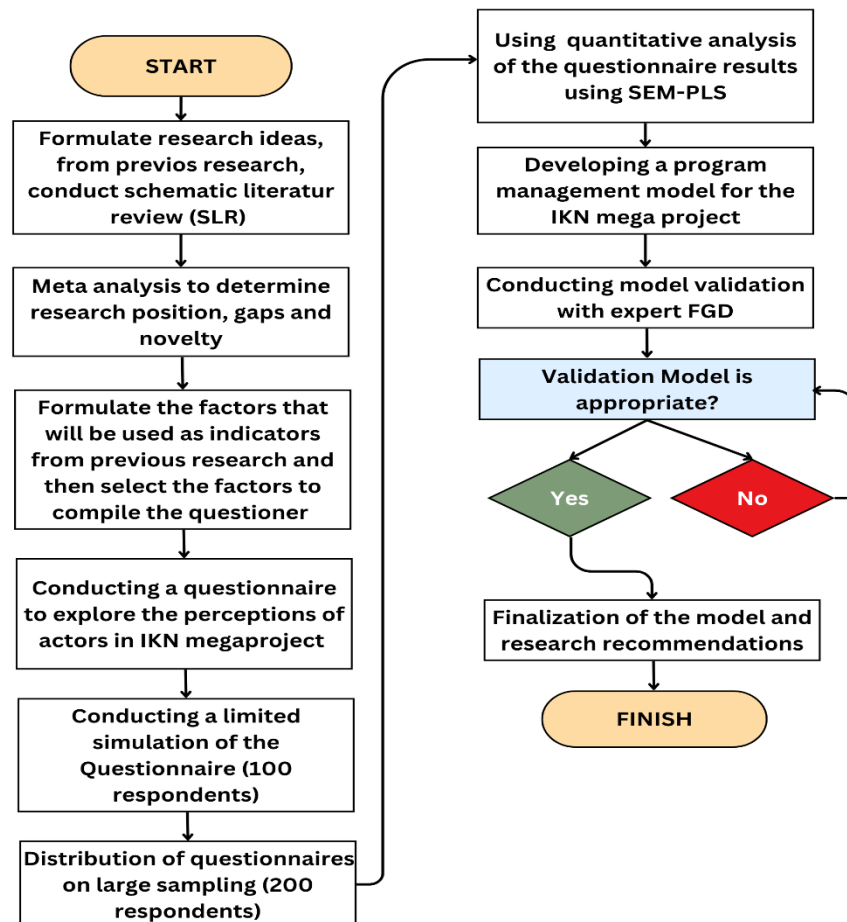 START
Formulate research ideas,
from previos research,
conduct schematic literatur
review (SLR)
Meta analysis to determine
research position, gaps and
novelty
Formulate the factors that
will be used as indicators
from previous research and
then select the factors to
compile the questioner
Conducting a questionnaire
to explore the perceptions of
actors in IKN megaproject
Conducting a limited
simulation of the
Questionnaire (100
respondents)
Distribution of questionnaires
on large sampling (200
respondents)
Using quantitative analysis
of the questionnaire results
using SEM-PLS
Developing a program
management model for the
IKN mega project
Conducting model validation
with expert FGD
Validation Model is
appropriate?
Yes
No
Finalization of the model and
research recommendations
FINISH